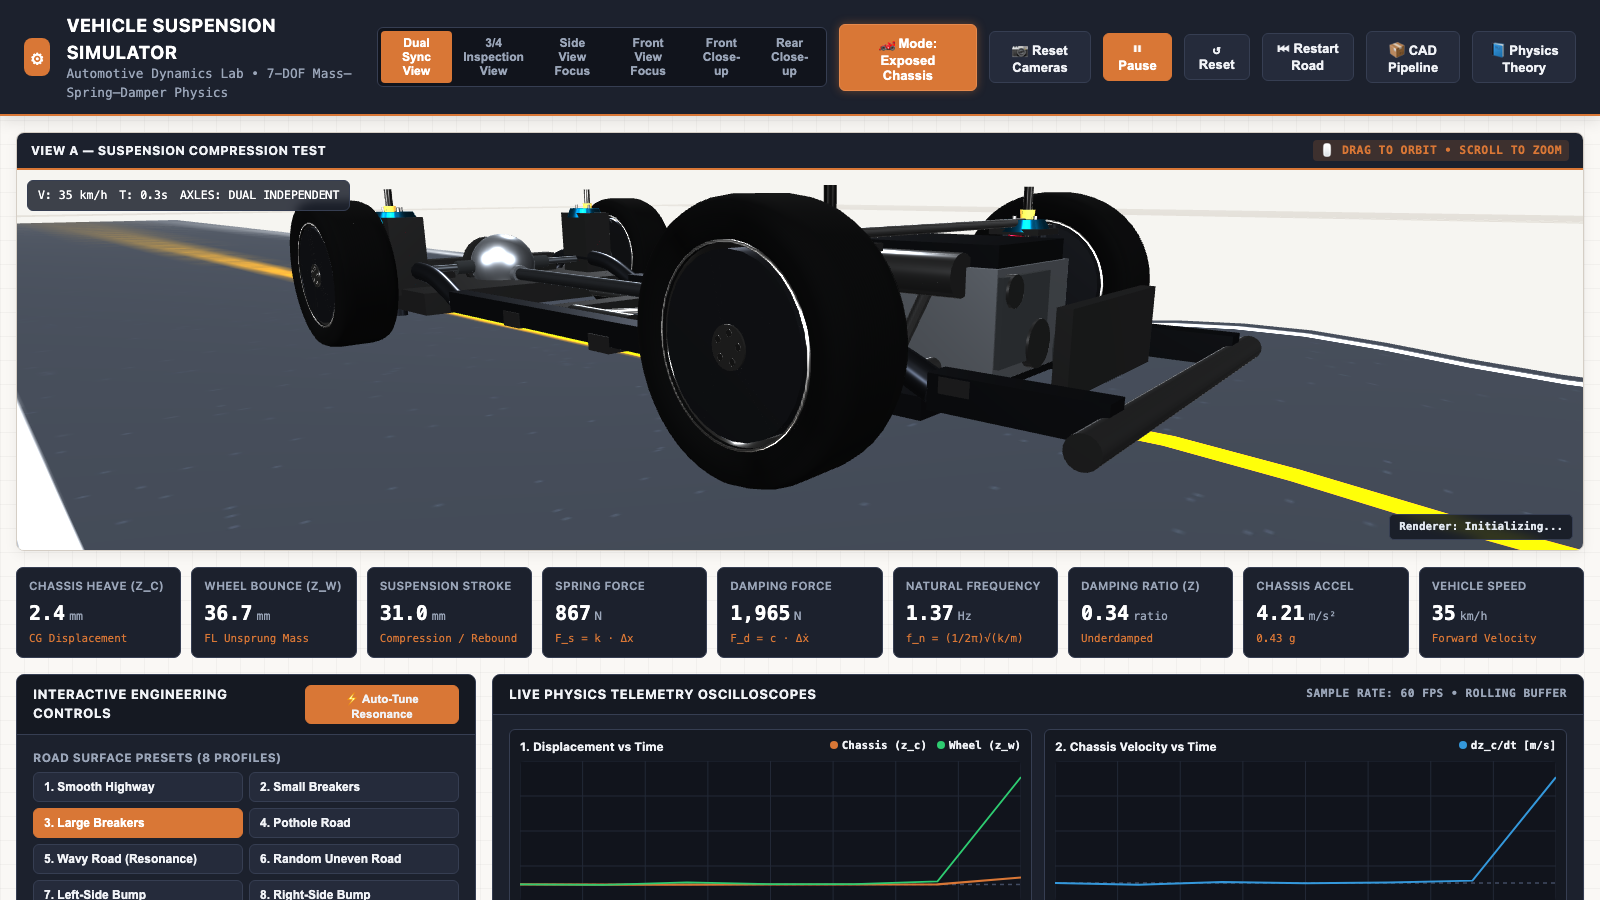 VEHICLE SUSPENSION
SIMULATOR
Automotive Dynamics Lab • 7-DOF Mass–
Spring–Damper Physics
Dual
Sync
View
3/4
Inspection
View
Side
View
Focus
Front
View
Focus
Front
Close-
up
Rear
Close-
up
🏎️ Mode:
Exposed
Chassis
📷 Reset
Cameras
⏸
Pause
↺
Reset
⏮ Restart
Road
📦 CAD
Pipeline
📘 Physics
Theory
VIEW A — SUSPENSION COMPRESSION TEST
DRAG TO ORBIT • SCROLL TO ZOOM
V: 35 km/h T: 0.3s AXLES: DUAL INDEPENDENT
Renderer: Initializing...
CHASSIS HEAVE (Z_C)
2.4 mm
CG Displacement
WHEEL BOUNCE (Z_W)
36.7 mm
FL Unsprung Mass
SUSPENSION STROKE
31.0 mm
Compression / Rebound
SPRING FORCE
867 N
F_s = k · Δx
DAMPING FORCE
1,965 N
F_d = c · Δẋ
NATURAL FREQUENCY
1.37 Hz
f_n = (1/2π)√(k/m)
DAMPING RATIO (Ζ)
0.34 ratio
Underdamped
CHASSIS ACCEL
4.21 m/s²
0.43 g
VEHICLE SPEED
35 km/h
Forward Velocity
INTERACTIVE ENGINEERING
CONTROLS
⚡ Auto-Tune
Resonance
ROAD SURFACE PRESETS (8 PROFILES)
1. Smooth Highway
2. Small Breakers
3. Large Breakers
4. Pothole Road
5. Wavy Road (Resonance)
6. Random Uneven Road
7. Left-Side Bump
8. Right-Side Bump
LIVE PHYSICS TELEMETRY OSCILLOSCOPES
SAMPLE RATE: 60 FPS • ROLLING BUFFER
1. Displacement vs Time
Chassis (z_c)
Wheel (z_w)
2. Chassis Velocity vs Time
dz_c/dt [m/s]